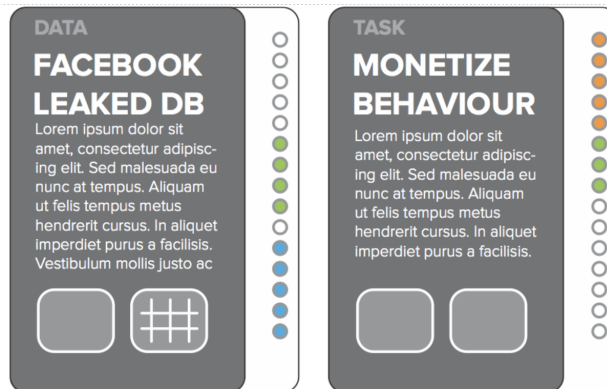 DATA
FACEBOOK
LEAKED DB
Lorem ipsum dolor sit
amet, consectetur adipisc-
ing elit. Sed malesuada eu
nunc at tempus. Aliquam
ut felis tempus metus
hendrerit cursus. In aliquet
imperdiet purus a facilisis.
Vestibulum mollis justo ac
TASK
MONETIZE
BEHAVIOUR
Lorem ipsum dolor sit
amet, consectetur adipisc-
ing elit. Sed malesuada eu
nunc at tempus. Aliquam
ut felis tempus metus
hendrerit cursus. In aliquet
imperdiet purus a facilisis.